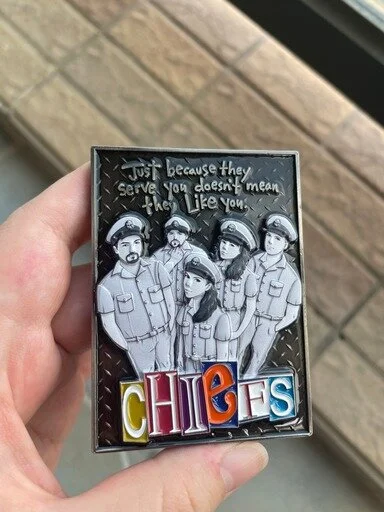 Just because they
serve you doesn't mean
they Like you.
CHIeFS